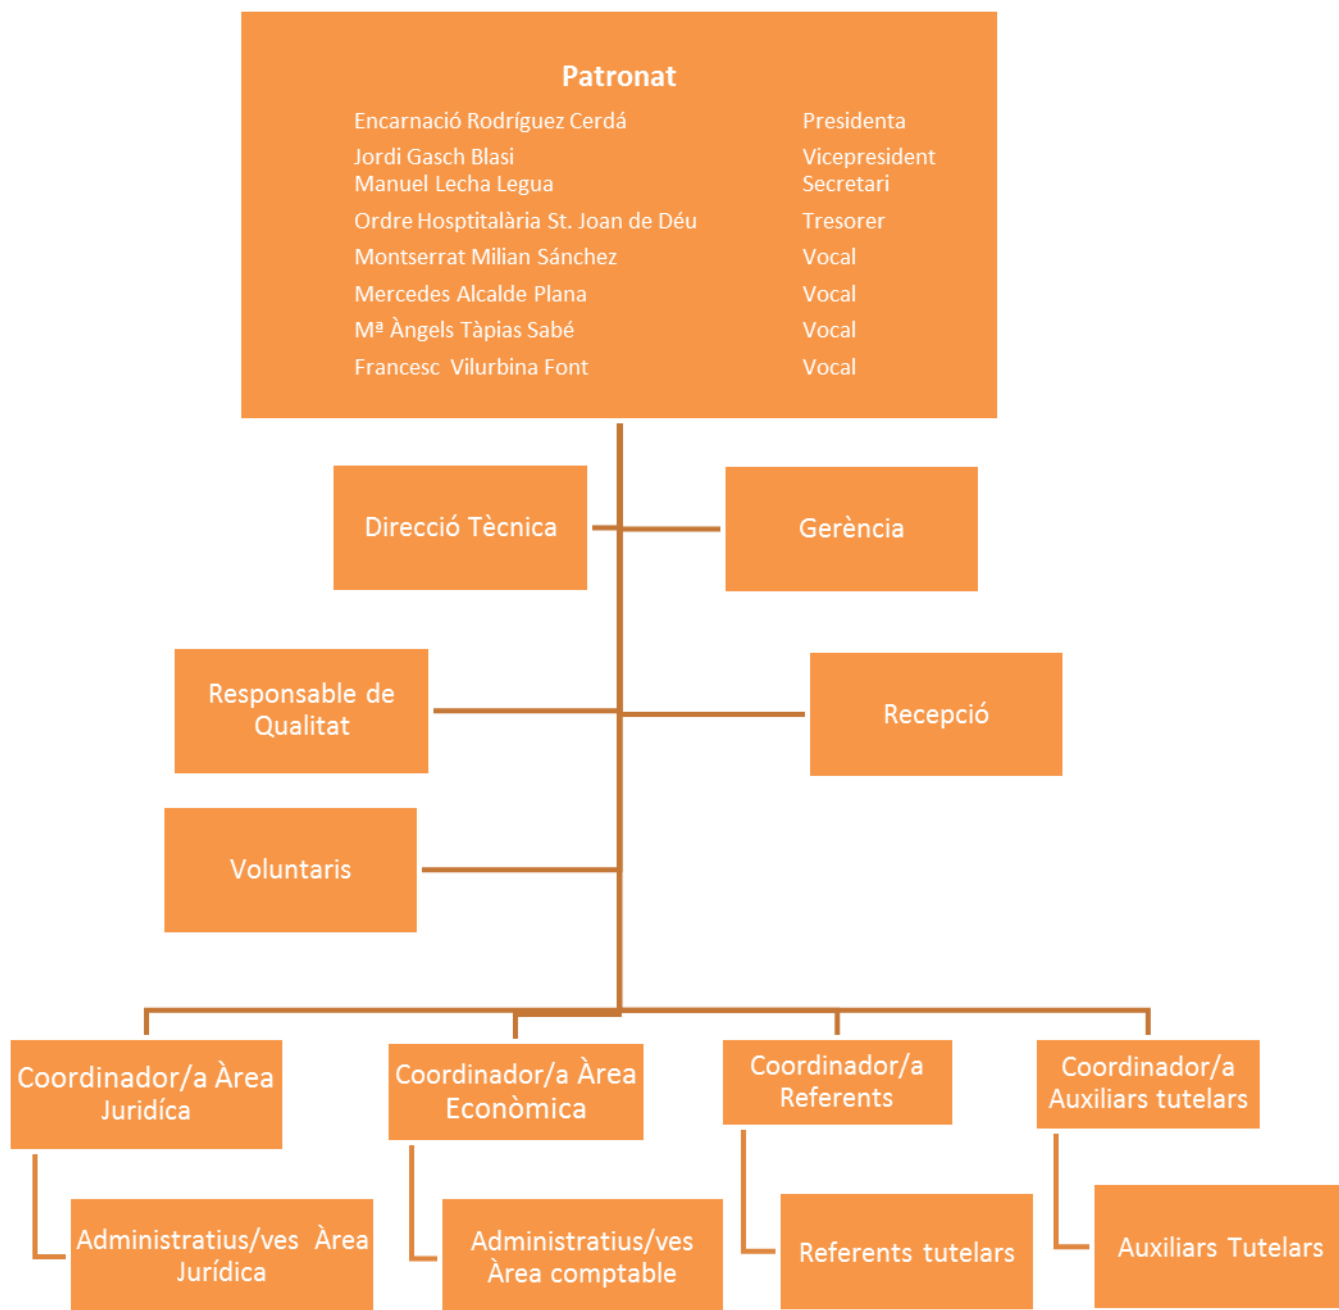 Patronat
Encarnació Rodríguez Cerdá Presidenta
Jordi Gasch Blasi Vicepresident
Manuel Lecha Legua Secretari
Ordre Hosptitalària St. Joan de Déu Tresorer
Montserrat Milian Sánchez Vocal
Mercedes Alcalde Plana Vocal
Mª Àngels Tàpias Sabé Vocal
Francesc Vilurbina Font Vocal
Direcció Tècnica
Gerència
Responsable de
Qualitat
Recepció
Voluntaris
Coordinador/a Àrea
Juridíca
Coordinador/a Àrea
Econòmica
Coordinador/a
Referents
Coordinador/a
Auxiliars tutelars
Administratius/ves Àrea
Jurídica
Administratius/ves
Àrea comptable
Referents tutelars
Auxiliars Tutelars